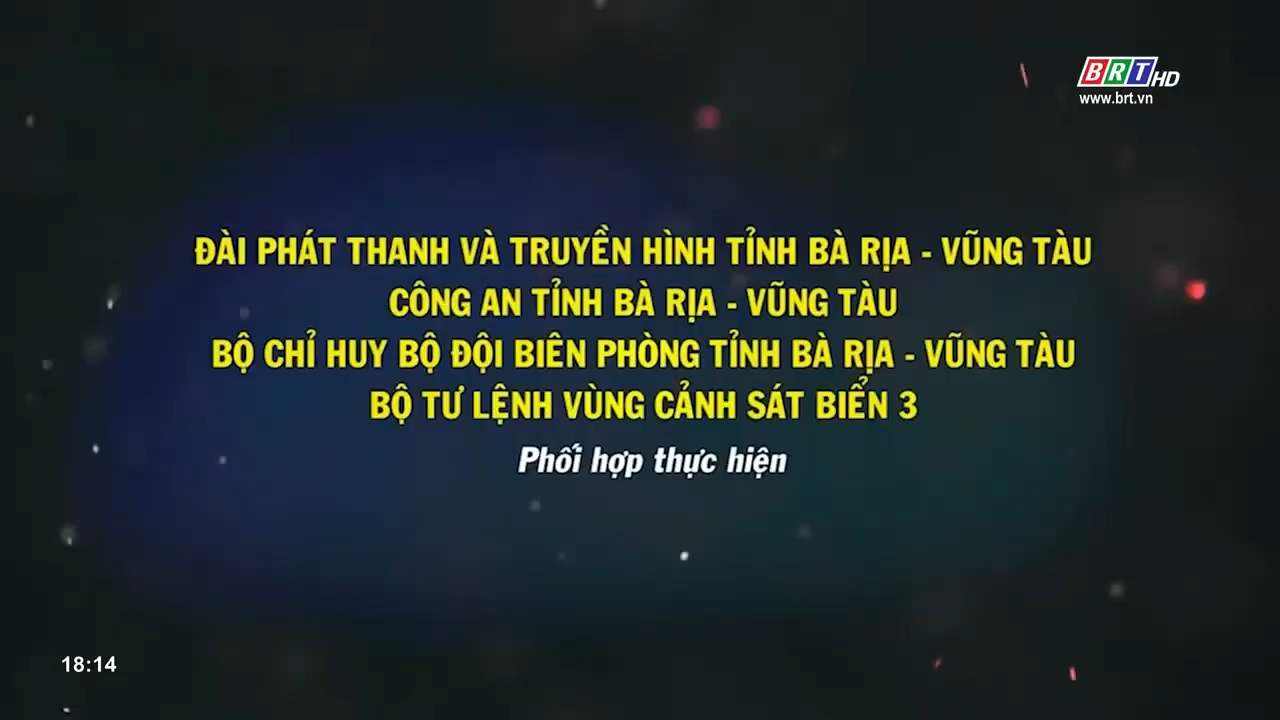 BRT HD
www.brt.vn
ĐÀI PHÁT THANH VÀ TRUYỀN HÌNH TỈNH BÀ RỊA - VŨNG TÀU
CÔNG AN TỈNH BÀ RỊA - VŨNG TÀU
BỘ CHỈ HUY BỘ ĐỘI BIÊN PHÒNG TỈNH BÀ RỊA - VŨNG TÀU
BỘ TƯ LỆNH VÙNG CẢNH SÁT BIỂN 3
Phối hợp thực hiện
18:14